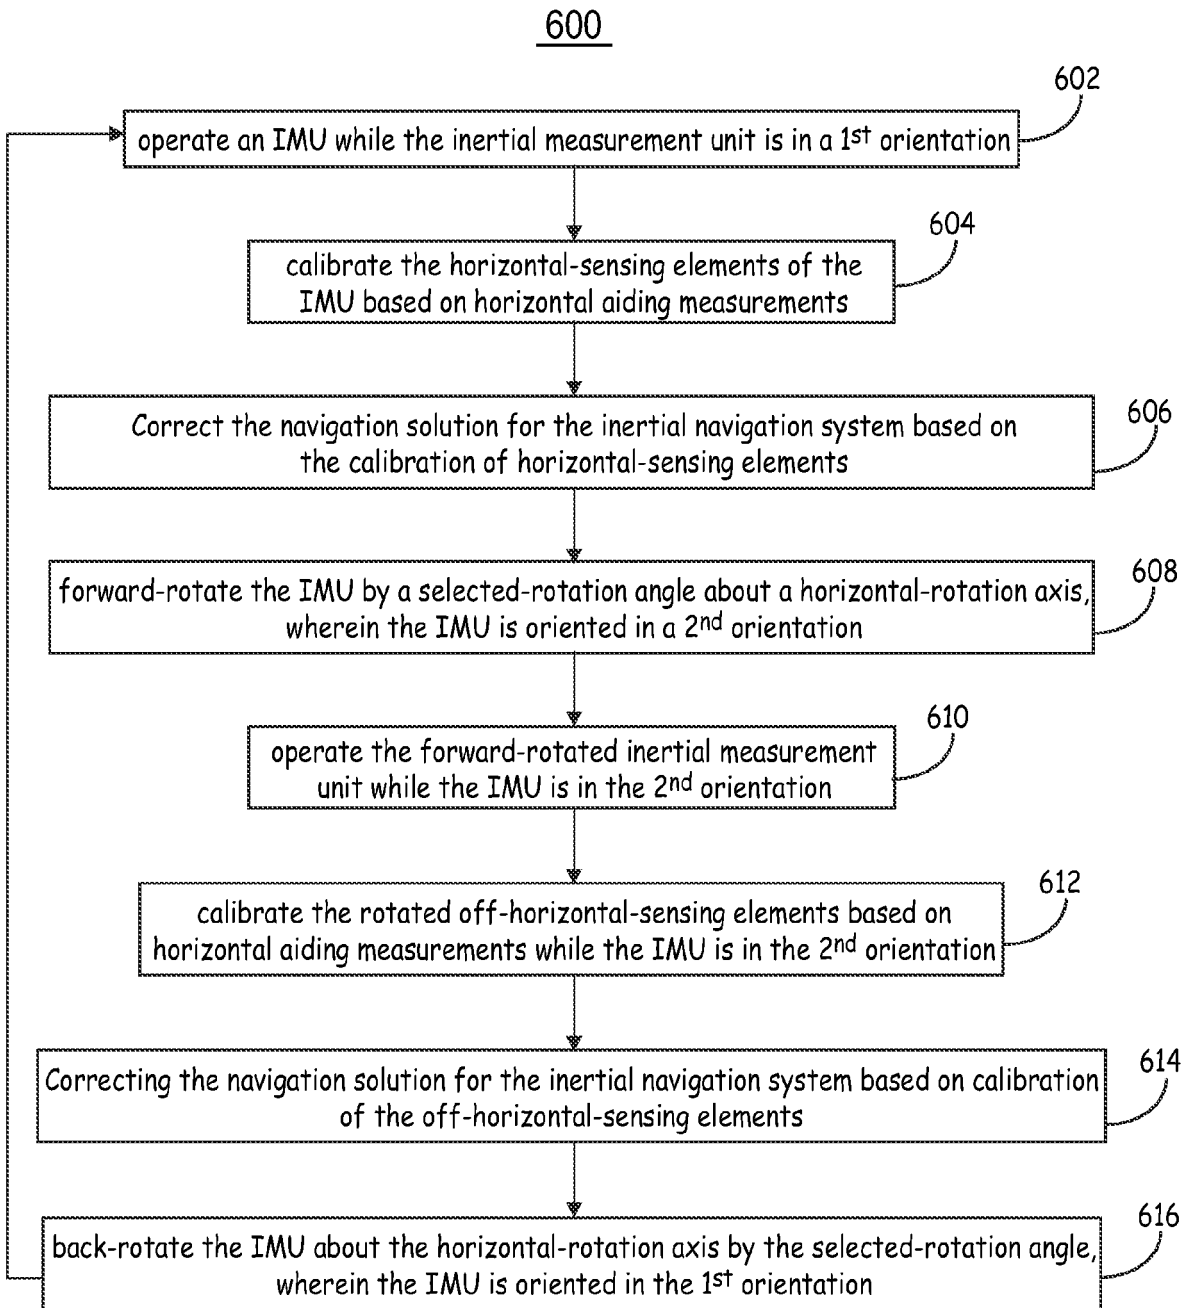 600
602
operate an IMU while the inertial measurement unit is in a 1st orientation
604
calibrate the horizontal-sensing elements of the
IMU based on horizontal aiding measurements
606
Correct the navigation solution for the inertial navigation system based on
the calibration of horizontal-sensing elements
608
forward-rotate the IMU by a selected-rotation angle about a horizontal-rotation axis,
wherein the IMU is oriented in a 2nd orientation
610
operate the forward-rotated inertial measurement
unit while the IMU is in the 2nd orientation
612
calibrate the rotated off-horizontal-sensing elements based on
horizontal aiding measurements while the IMU is in the 2nd orientation
614
Correcting the navigation solution for the inertial navigation system based on calibration
of the off-horizontal-sensing elements
616
back-rotate the IMU about the horizontal-rotation axis by the selected-rotation angle,
wherein the IMU is oriented in the 1st orientation